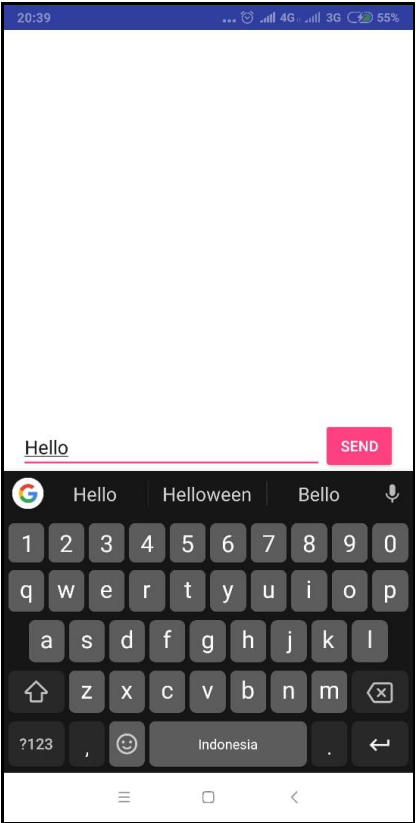 20:39 ... 4G 3G 55%
Hello SEND
G Hello Helloween Bello
1 2 3 4 5 6 7 8 9 0
q w e r t y u i o p
a s d f g h j k l
z x c v b n m
?123 , Indonesia .